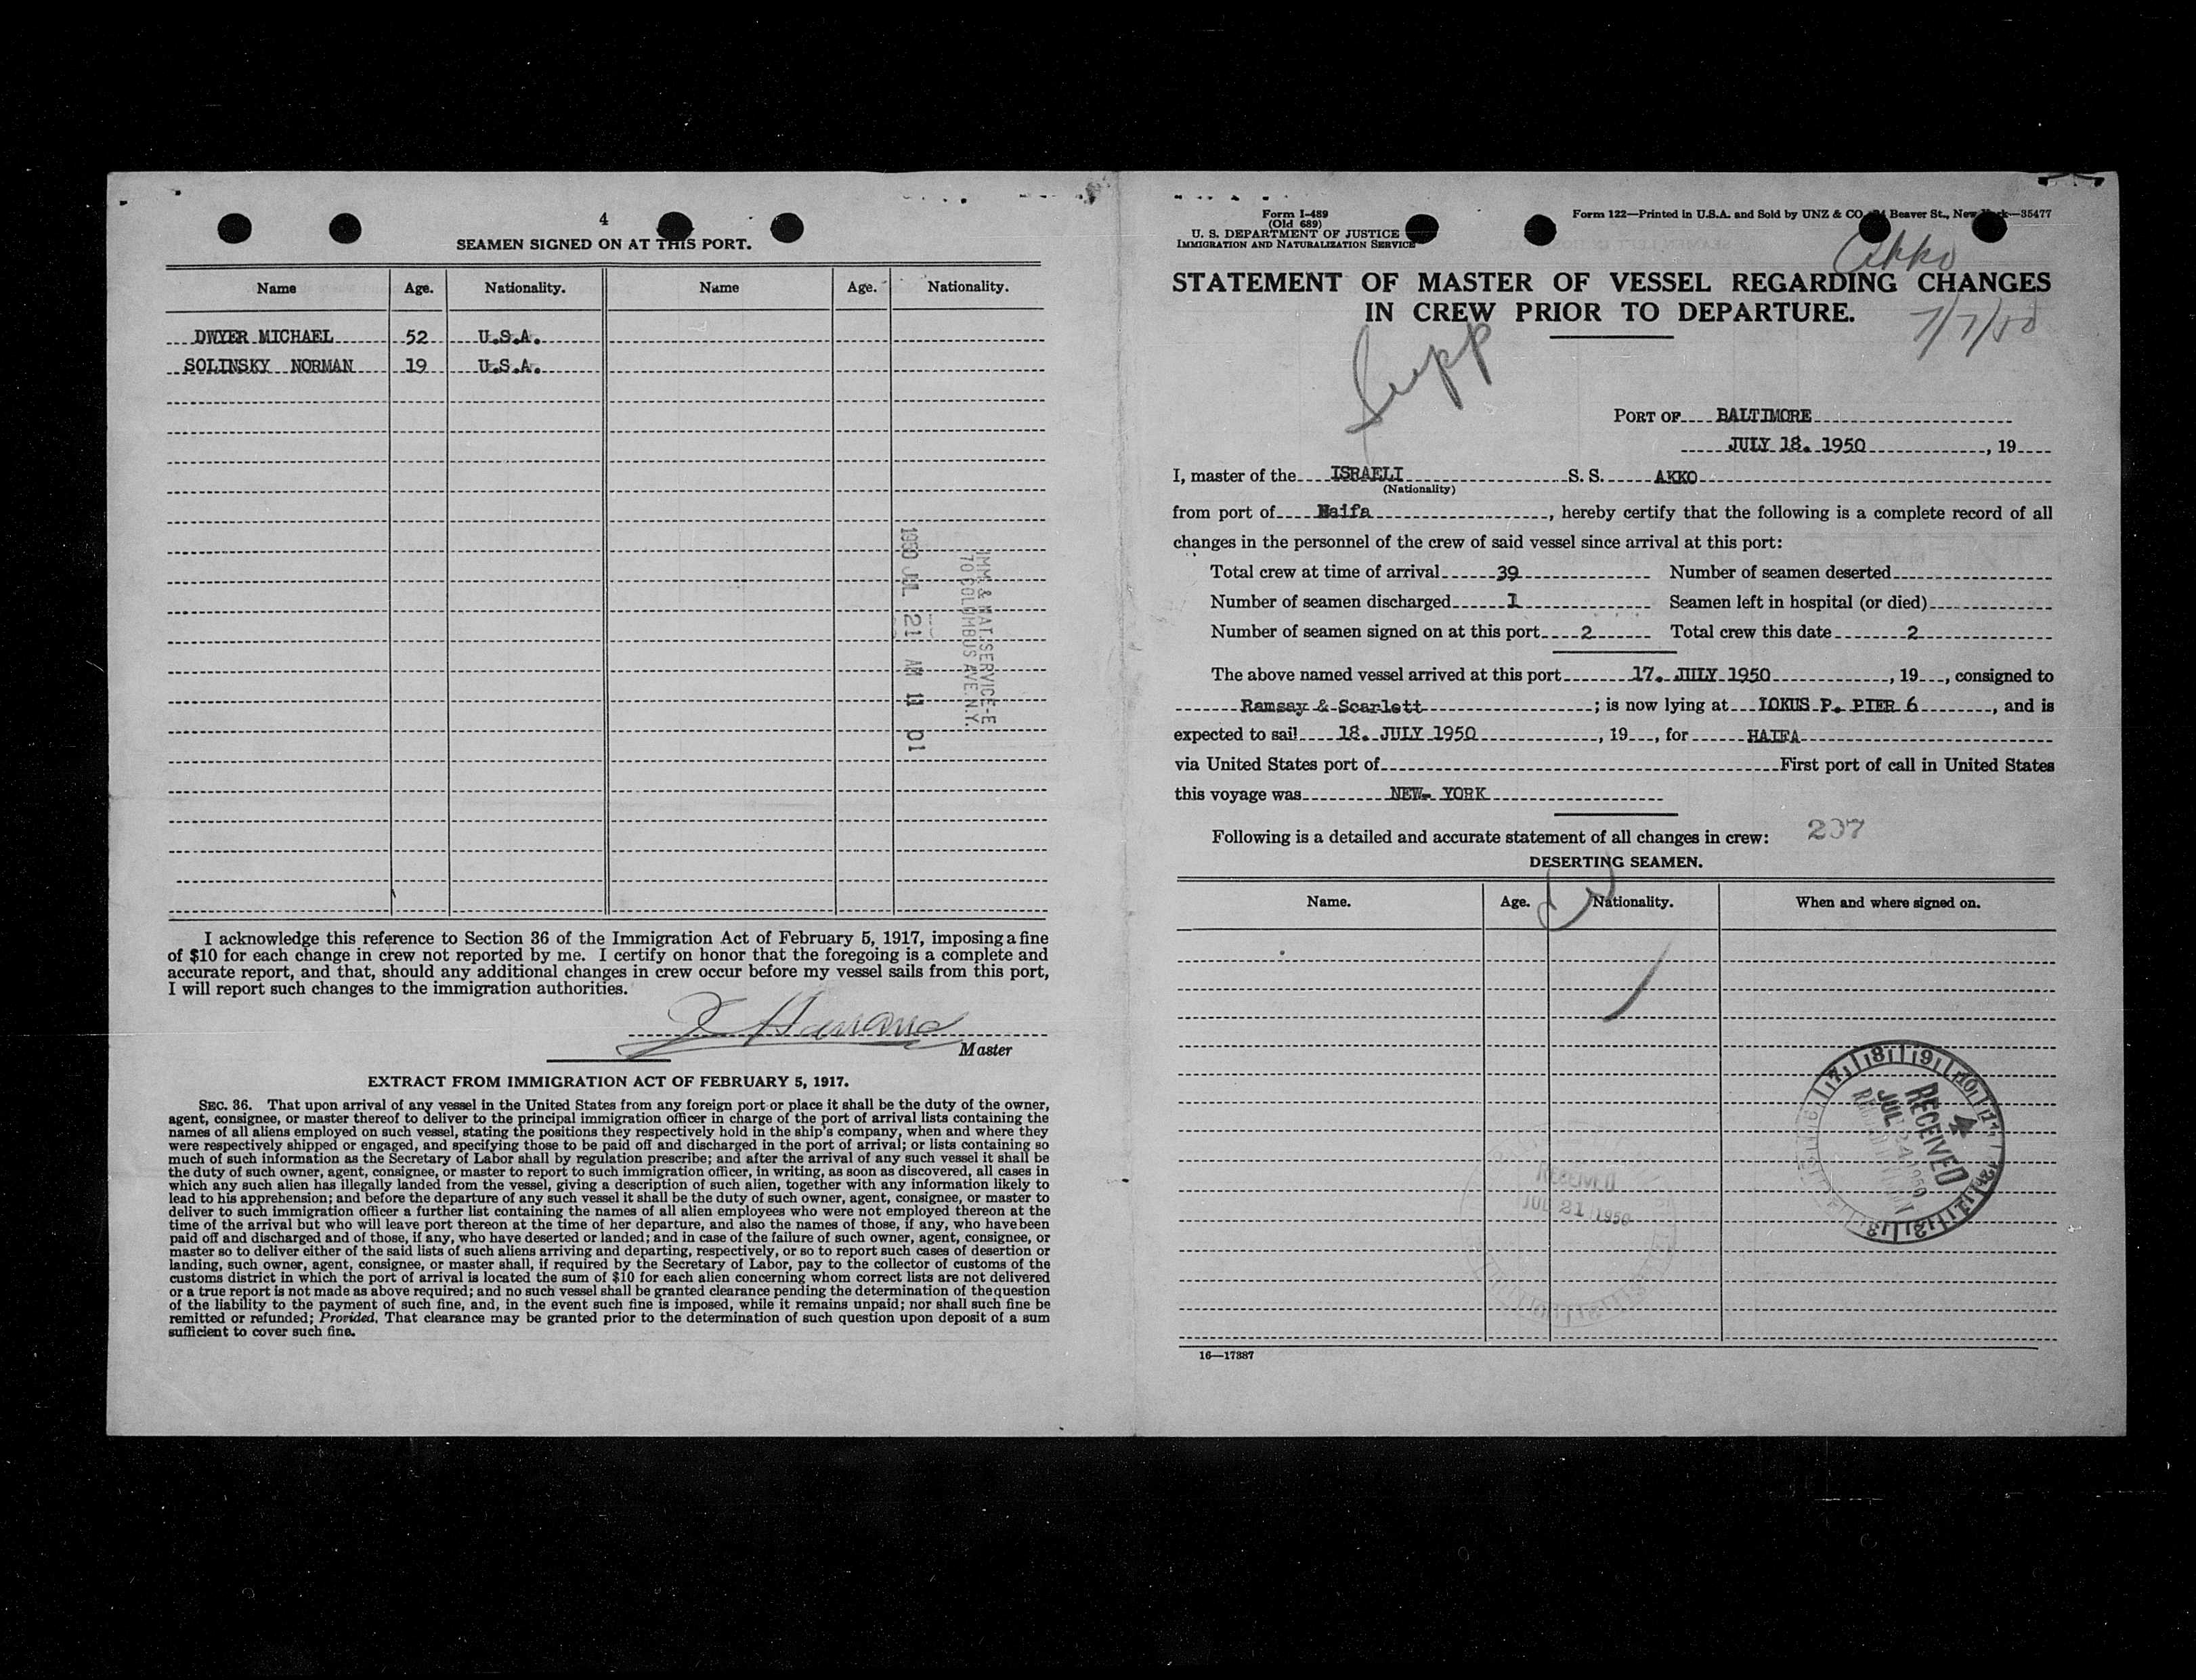 4
SEAMEN SIGNED ON AT THIS PORT.
Name Age. Nationality. Name Age. Nationality.
DWYER MICHAEL 52 U.S.A.
SOLINSKY NORMAN 19 U.S.A.
IMM. & NAT. SERVICE-E
70 COLUMBUS AVE. N.Y.
1950 JUL 21 AM 11 01
I acknowledge this reference to Section 36 of the Immigration Act of February 5, 1917, imposing a fine
of $10 for each change in crew not reported by me. I certify on honor that the foregoing is a complete and
accurate report, and that, should any additional changes in crew occur before my vessel sails from this port,
I will report such changes to the immigration authorities.
Master
EXTRACT FROM IMMIGRATION ACT OF FEBRUARY 5, 1917.
SEC. 36. That upon arrival of any vessel in the United States from any foreign port or place it shall be the duty of the owner,
agent, consignee, or master thereof to deliver to the principal immigration officer in charge of the port of arrival lists containing the
names of all aliens employed on such vessel, stating the positions they respectively hold in the ship's company, when and where they
were respectively shipped or engaged, and specifying those to be paid off and discharged in the port of arrival; or lists containing so
much of such information as the Secretary of Labor shall by regulation prescribe; and after the arrival of any such vessel it shall be
the duty of such owner, agent, consignee, or master to report to such immigration officer, in writing, as soon as discovered, all cases in
which any such alien has illegally landed from the vessel, giving a description of such alien, together with any information likely to
lead to his apprehension; and before the departure of any such vessel it shall be the duty of such owner, agent, consignee, or master to
deliver to such immigration officer a further list containing the names of all alien employees who were not employed thereon at the
time of the arrival but who will leave port thereon at the time of her departure, and also the names of those, if any, who have been
paid off and discharged and of those, if any, who have deserted or landed; and in case of the failure of such owner, agent, consignee, or
master so to deliver either of the said lists of such aliens arriving and departing, respectively, or so to report such cases of desertion or
landing, such owner, agent, consignee, or master shall, if required by the Secretary of Labor, pay to the collector of customs of the
customs district in which the port of arrival is located the sum of $10 for each alien concerning whom correct lists are not delivered
or a true report is not made as above required; and no such vessel shall be granted clearance pending the determination of the question
of the liability to the payment of such fine, and, in the event such fine is imposed, while it remains unpaid; nor shall such fine be
remitted or refunded; Provided, That clearance may be granted prior to the determination of such question upon deposit of a sum
sufficient to cover such fine.
Form I-489
(Old 689)
U. S. DEPARTMENT OF JUSTICE
IMMIGRATION AND NATURALIZATION SERVICE
Form 122—Printed in U.S.A. and Sold by UNZ & CO. Beaver St., New York—35477
Akko
STATEMENT OF MASTER OF VESSEL REGARDING CHANGES
IN CREW PRIOR TO DEPARTURE.
7/7/50
Supp
PORT OF BALTIMORE
JULY 18. 1950, 19
I, master of the ISRAELI S. S. AKKO
(Nationality)
from port of Haifa, hereby certify that the following is a complete record of all
changes in the personnel of the crew of said vessel since arrival at this port:
Total crew at time of arrival 39 Number of seamen deserted
Number of seamen discharged 1 Seamen left in hospital (or died)
Number of seamen signed on at this port 2 Total crew this date 2
The above named vessel arrived at this port 17. JULY 1950, 19, consigned to
Ramsay & Scarlett; is now lying at LOKUS P. PIER 6, and is
expected to sail 18. JULY 1950, 19, for HAIFA
via United States port of First port of call in United States
this voyage was NEW- YORK
Following is a detailed and accurate statement of all changes in crew: 207
DESERTING SEAMEN.
Name. Age. Nationality. When and where signed on.
RECEIVED
JUL 24 1950
RECEIVED
JUL 21 1950
16—17387